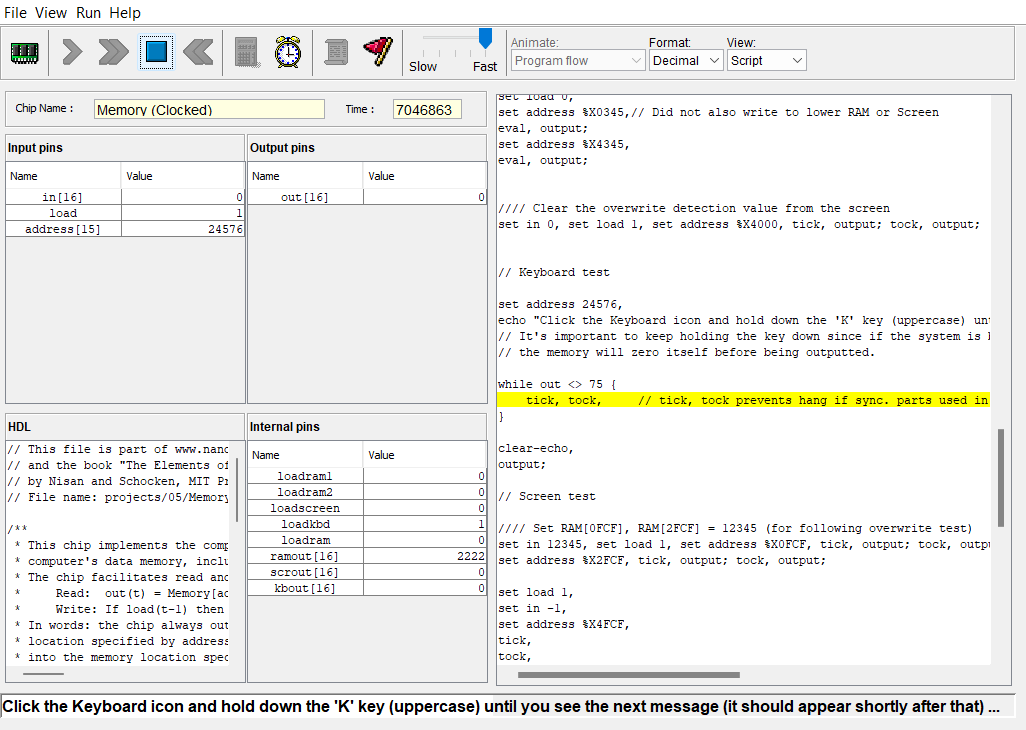 File View Run Help
Slow Fast
Animate:
Program flow
Format:
Decimal
View:
Script
Chip Name : Memory (Clocked) Time : 7046863
Input pins
Name Value
in[16] 0
load 1
address[15] 24576
Output pins
Name Value
out[16] 0
HDL
// This file is part of www.nand
// and the book "The Elements of
// by Nisan and Schocken, MIT Pr
// File name: projects/05/Memory
/**
* This chip implements the comp
* computer's data memory, inclu
* The chip facilitates read and
* Read: out(t) = Memory[ad
* Write: If load(t-1) then
* In words: the chip always out
* location specified by address
* into the memory location spec
Internal pins
Name Value
loadram1 0
loadram2 0
loadscreen 0
loadkbd 1
loadram 0
ramout[16] 2222
scrout[16] 0
kbout[16] 0
set load 0,
set address %X0345,// Did not also write to lower RAM or Screen
eval, output;
set address %X4345,
eval, output;
//// Clear the overwrite detection value from the screen
set in 0, set load 1, set address %X4000, tick, output; tock, output;
// Keyboard test
set address 24576,
echo "Click the Keyboard icon and hold down the 'K' key (uppercase) unt
// It's important to keep holding the key down since if the system is b
// the memory will zero itself before being outputted.
while out <> 75 {
tick, tock, // tick, tock prevents hang if sync. parts used in
}
clear-echo,
output;
// Screen test
//// Set RAM[0FCF], RAM[2FCF] = 12345 (for following overwrite test)
set in 12345, set load 1, set address %X0FCF, tick, output; tock, outpu
set address %X2FCF, tick, output; tock, output;
set load 1,
set in -1,
set address %X4FCF,
tick,
tock,
Click the Keyboard icon and hold down the 'K' key (uppercase) until you see the next message (it should appear shortly after that) ...